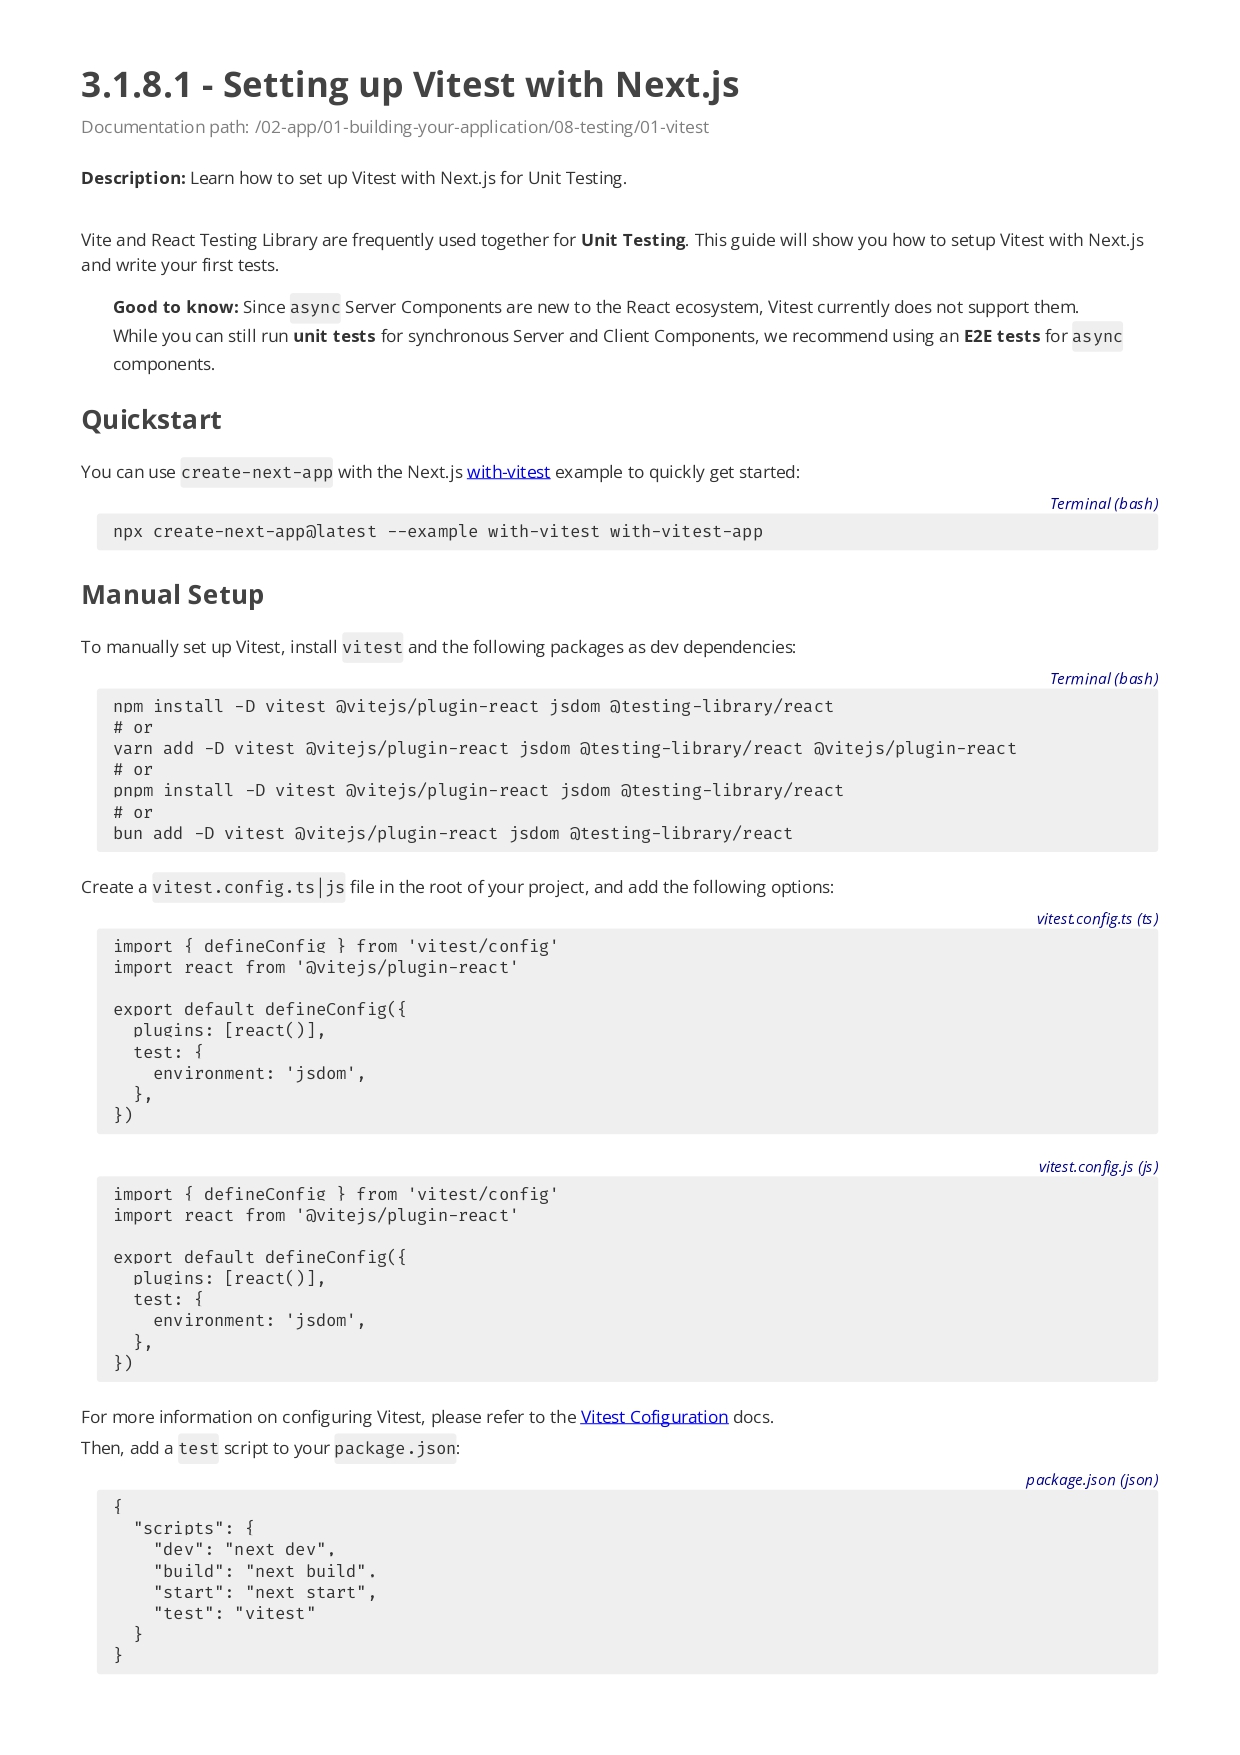 3.1.8.1 - Setting up Vitest with Next.js
Documentation path: /02-app/01-building-your-application/08-testing/01-vitest
Description: Learn how to set up Vitest with Next.js for Unit Testing.
Vite and React Testing Library are frequently used together for Unit Testing. This guide will show you how to setup Vitest with Next.js
and write your first tests.
Good to know: Since async Server Components are new to the React ecosystem, Vitest currently does not support them.
While you can still run unit tests for synchronous Server and Client Components, we recommend using an E2E tests for async
components.
Quickstart
You can use create-next-app with the Next.js with-vitest example to quickly get started:
Terminal (bash)
npx create-next-app@latest --example with-vitest with-vitest-app
Manual Setup
To manually set up Vitest, install vitest and the following packages as dev dependencies:
Terminal (bash)
npm install -D vitest @vitejs/plugin-react jsdom @testing-library/react
# or
yarn add -D vitest @vitejs/plugin-react jsdom @testing-library/react @vitejs/plugin-react
# or
pnpm install -D vitest @vitejs/plugin-react jsdom @testing-library/react
# or
bun add -D vitest @vitejs/plugin-react jsdom @testing-library/react
Create a vitest.config.ts|js file in the root of your project, and add the following options:
vitest.config.ts (ts)
import { defineConfig } from 'vitest/config'
import react from '@vitejs/plugin-react'
export default defineConfig({
  plugins: [react()],
  test: {
    environment: 'jsdom',
  },
})
vitest.config.js (js)
import { defineConfig } from 'vitest/config'
import react from '@vitejs/plugin-react'
export default defineConfig({
  plugins: [react()],
  test: {
    environment: 'jsdom',
  },
})
For more information on configuring Vitest, please refer to the Vitest Cofiguration docs.
Then, add a test script to your package.json:
package.json (json)
{
  "scripts": {
    "dev": "next dev",
    "build": "next build",
    "start": "next start",
    "test": "vitest"
  }
}